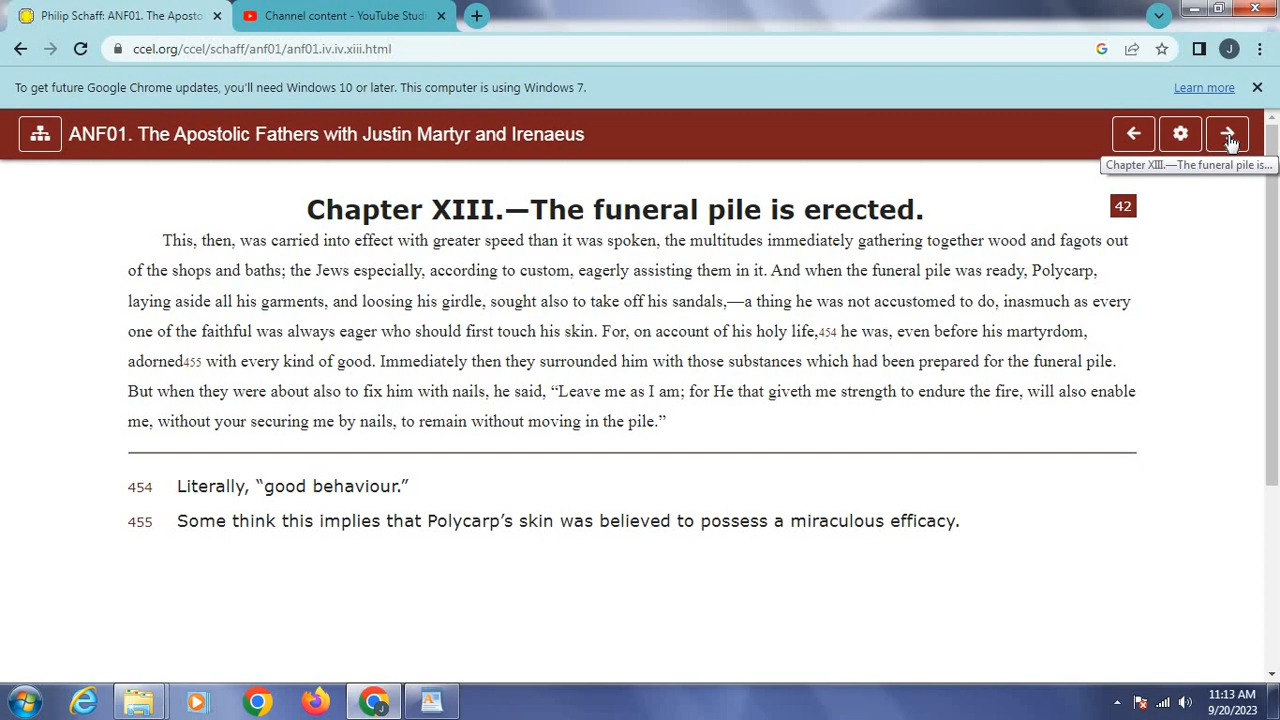 Philip Schaff: ANF01. The Aposto
Channel content - YouTube Studi
ccel.org/ccel/schaff/anf01/anf01.iv.iv.xiii.html
J
To get future Google Chrome updates, you'll need Windows 10 or later. This computer is using Windows 7.
Learn more
ANF01. The Apostolic Fathers with Justin Martyr and Irenaeus
Chapter XIII.—The funeral pile is...
Chapter XIII.—The funeral pile is erected.
42
This, then, was carried into effect with greater speed than it was spoken, the multitudes immediately gathering together wood and fagots out
of the shops and baths; the Jews especially, according to custom, eagerly assisting them in it. And when the funeral pile was ready, Polycarp,
laying aside all his garments, and loosing his girdle, sought also to take off his sandals,—a thing he was not accustomed to do, inasmuch as every
one of the faithful was always eager who should first touch his skin. For, on account of his holy life,454 he was, even before his martyrdom,
adorned455 with every kind of good. Immediately then they surrounded him with those substances which had been prepared for the funeral pile.
But when they were about also to fix him with nails, he said, “Leave me as I am; for He that giveth me strength to endure the fire, will also enable
me, without your securing me by nails, to remain without moving in the pile.”
454 Literally, “good behaviour.”
455 Some think this implies that Polycarp’s skin was believed to possess a miraculous efficacy.
J
11:13 AM
9/20/2023